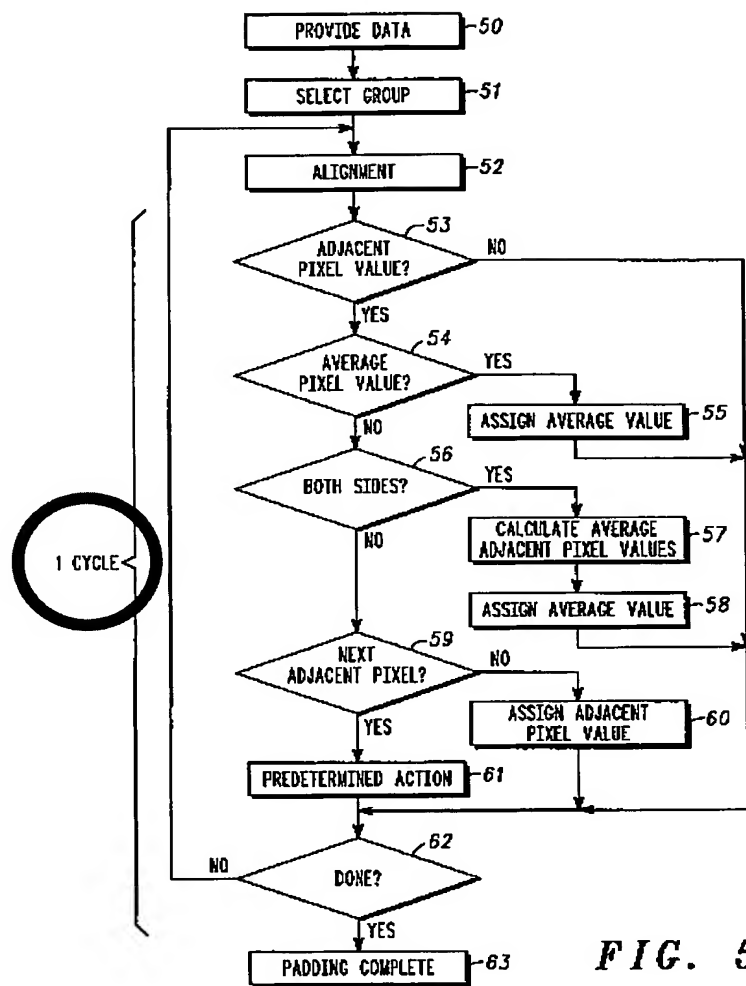 PROVIDE DATA
50
SELECT GROUP
51
ALIGNMENT
52
53
ADJACENT
PIXEL VALUE?
NO
YES
54
AVERAGE
PIXEL VALUE?
YES
ASSIGN AVERAGE VALUE
55
NO
56
BOTH SIDES?
YES
CALCULATE AVERAGE
ADJACENT PIXEL VALUES
57
NO
1 CYCLE
ASSIGN AVERAGE VALUE
58
59
NEXT
ADJACENT PIXEL?
NO
ASSIGN ADJACENT
PIXEL VALUE
60
YES
PREDETERMINED ACTION
61
62
NO
DONE?
YES
PADDING COMPLETE
63
FIG. 5